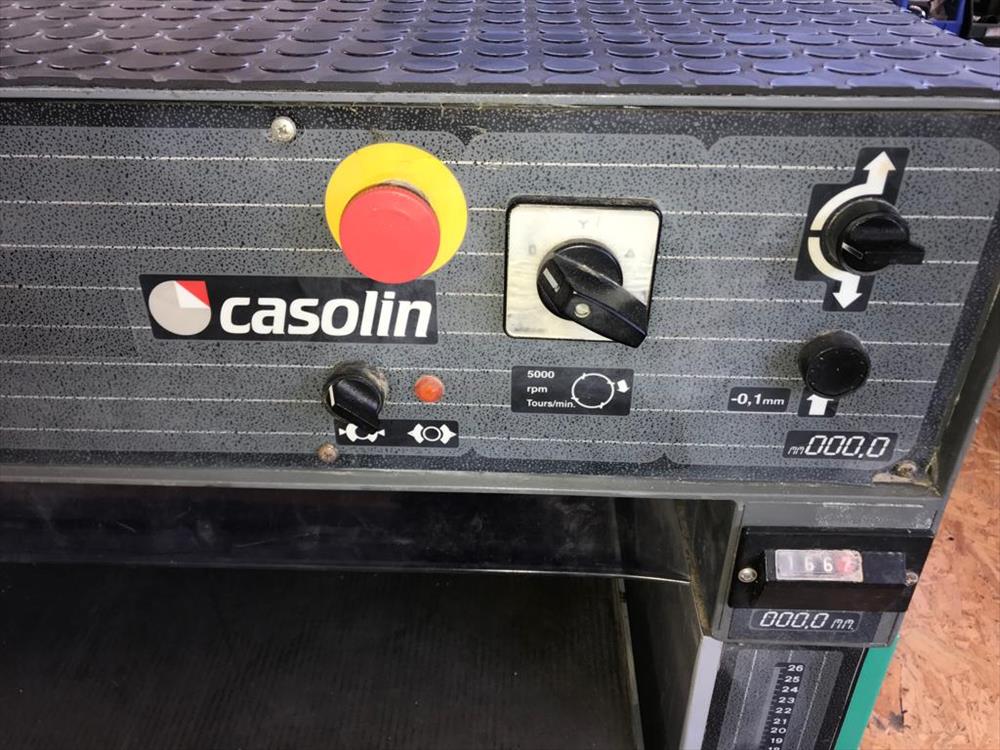 0 Y Δ
casolin
5000
rpm
Tours/min.
-0,1mm
mm000,0
1667
000,0 mm.
26
25
24
23
22
21
20
19
18